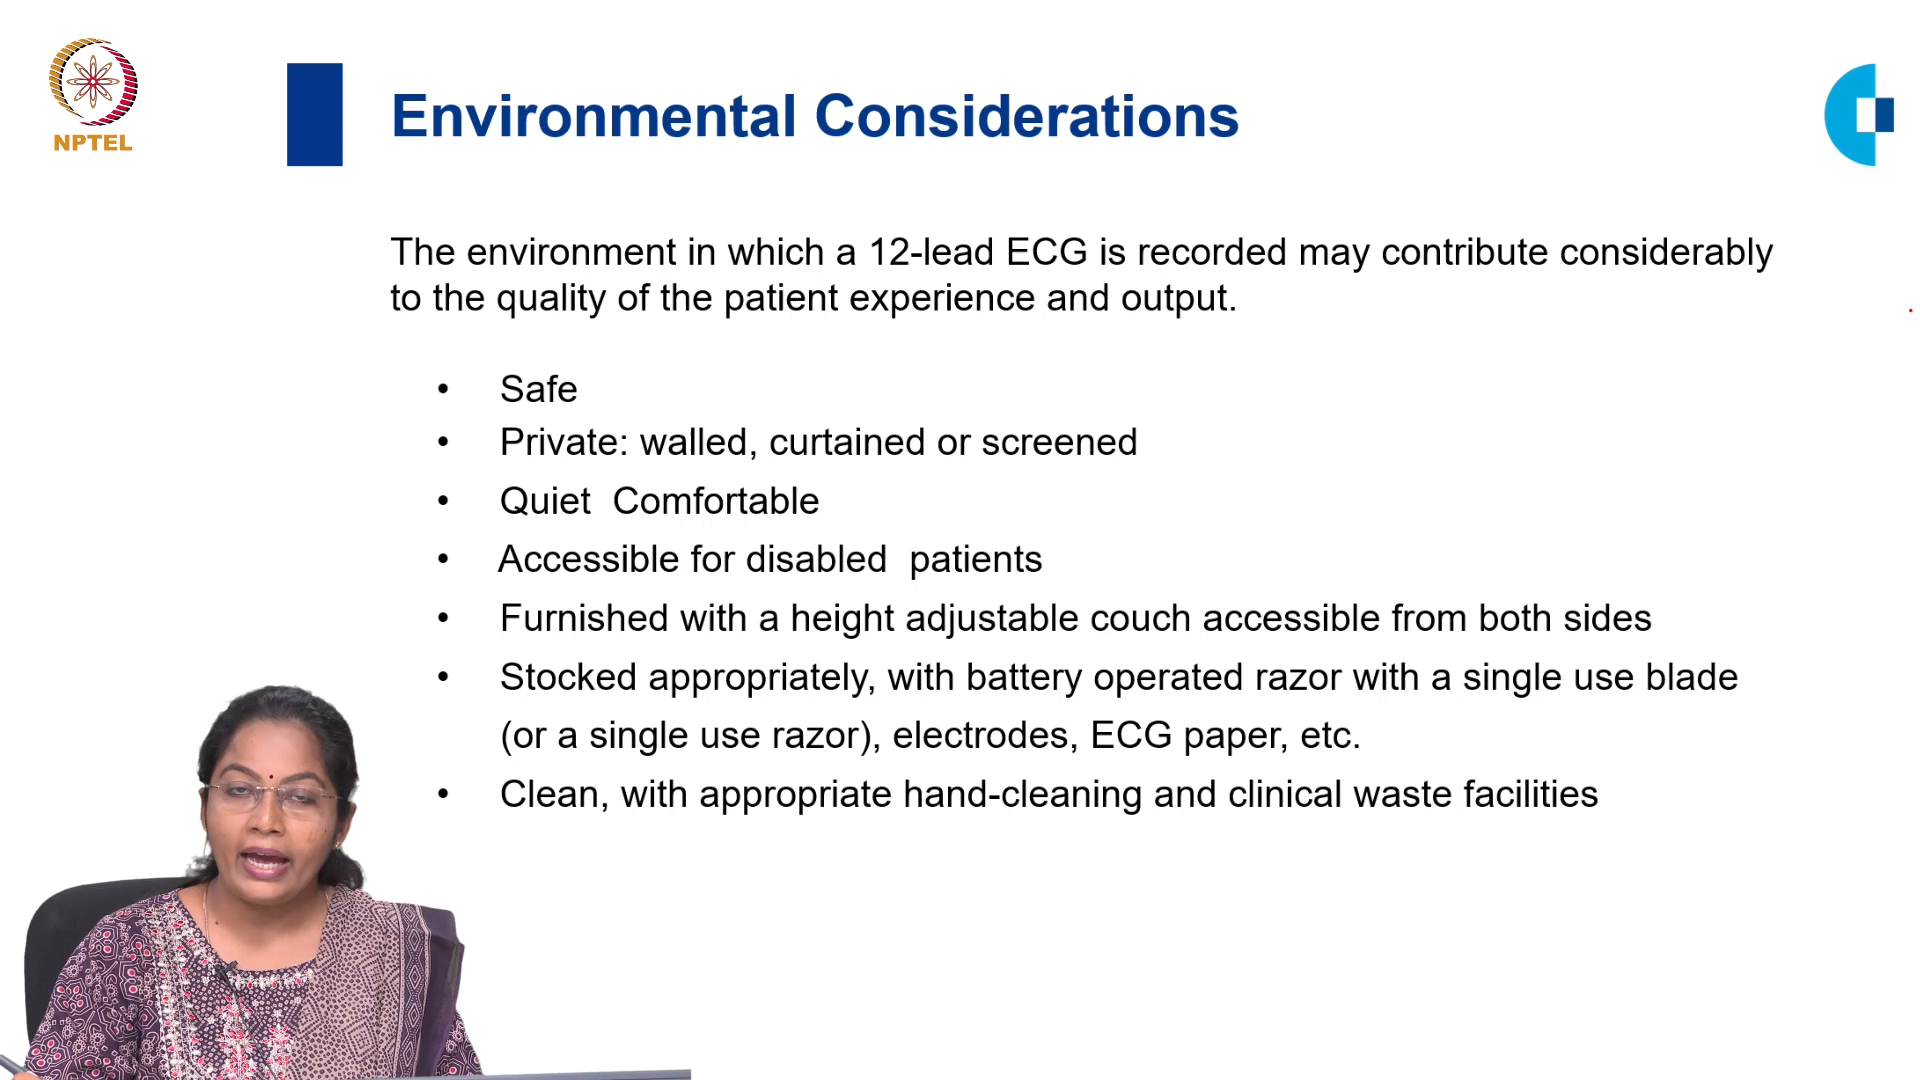 NPTEL
Environmental Considerations
The environment in which a 12-lead ECG is recorded may contribute considerably
to the quality of the patient experience and output.
• Safe
• Private: walled, curtained or screened
• Quiet  Comfortable
• Accessible for disabled  patients
• Furnished with a height adjustable couch accessible from both sides
• Stocked appropriately, with battery operated razor with a single use blade
(or a single use razor), electrodes, ECG paper, etc.
• Clean, with appropriate hand-cleaning and clinical waste facilities